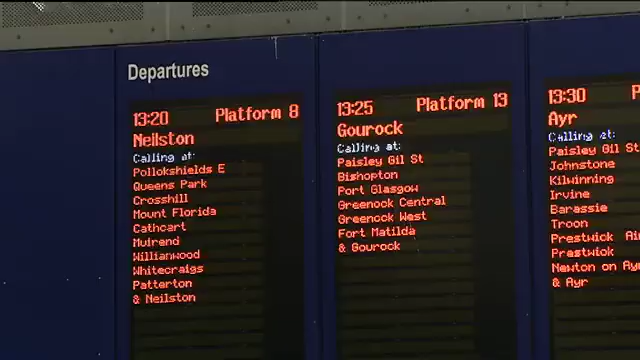 Departures
13:20 Platform 8
Neilston
Calling at:
Pollokshields E
Queens Park
Crosshill
Mount Florida
Cathcart
Muirend
Williamwood
Whitecraigs
Patterton
& Neilston
13:25 Platform 13
Gourock
Calling at:
Paisley Gil St
Bishopton
Port Glasgow
Greenock Central
Greenock West
Fort Matilda
& Gourock
13:30 P
Ayr
Calling at:
Paisley Gil St
Johnstone
Kilwinning
Irvine
Barassie
Troon
Prestwick Ai
Prestwick
Newton on Ay
& Ayr